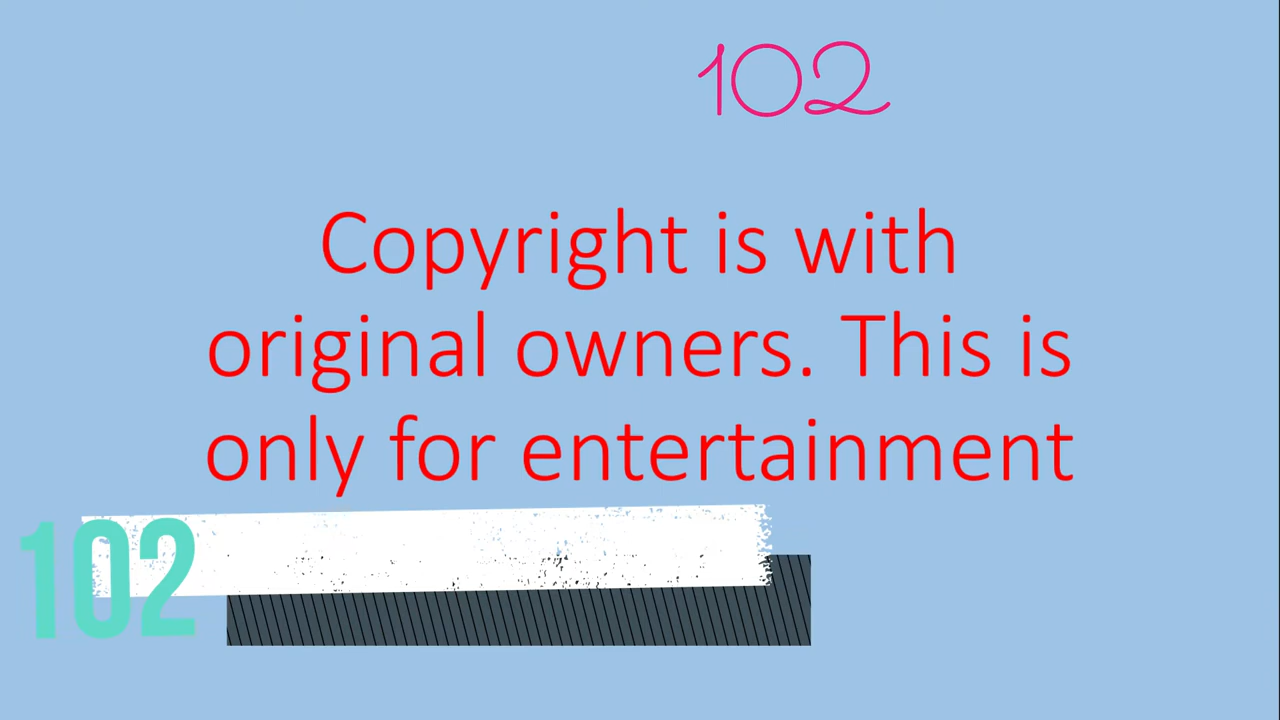 102
Copyright is with
original owners. This is
only for entertainment
102